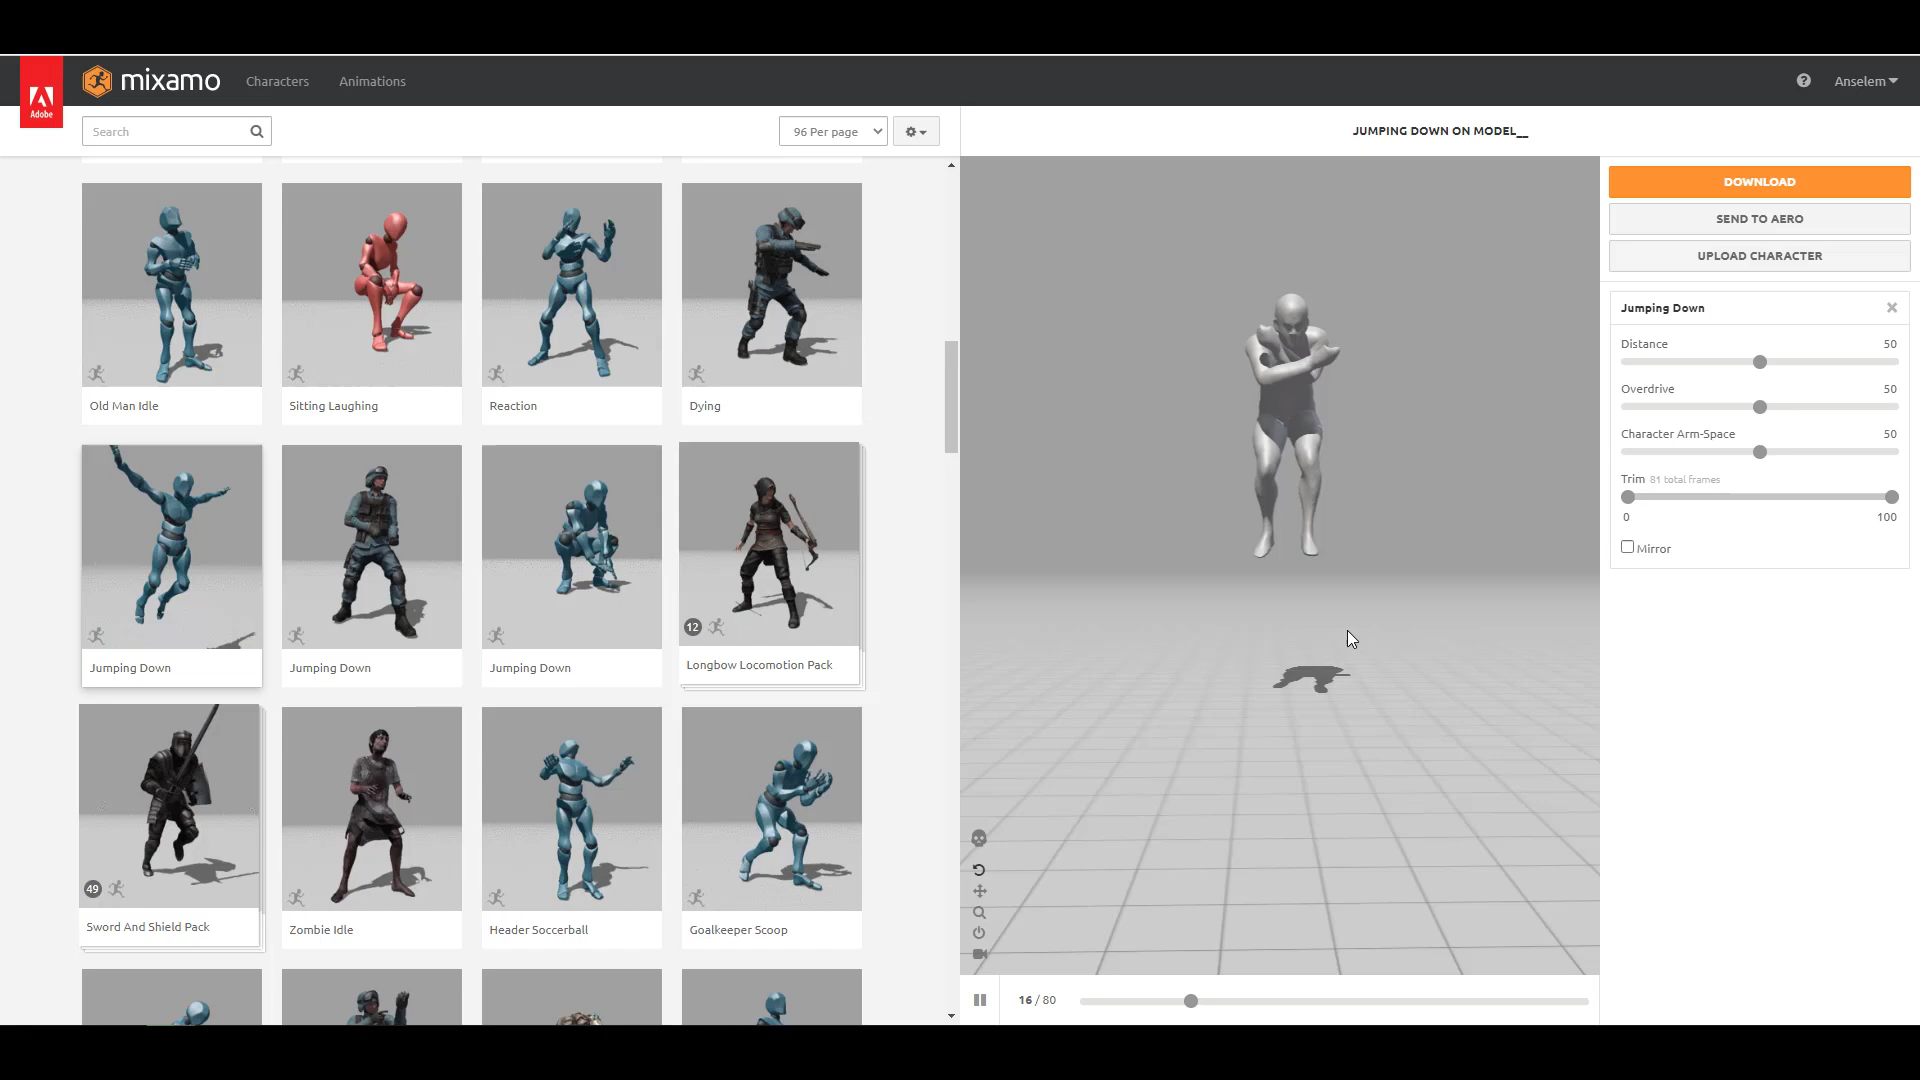 Adobe
mixamo
Characters
Animations
?
Anselem
Search
96 Per page
JUMPING DOWN ON MODEL__
DOWNLOAD
SEND TO AERO
UPLOAD CHARACTER
Jumping Down
Distance 50
Overdrive 50
Character Arm-Space 50
Trim 81 total frames
0 100
Mirror
Old Man Idle
Sitting Laughing
Reaction
Dying
Jumping Down
Jumping Down
Jumping Down
12
Longbow Locomotion Pack
49
Sword And Shield Pack
Zombie Idle
Header Soccerball
Goalkeeper Scoop
16 / 80